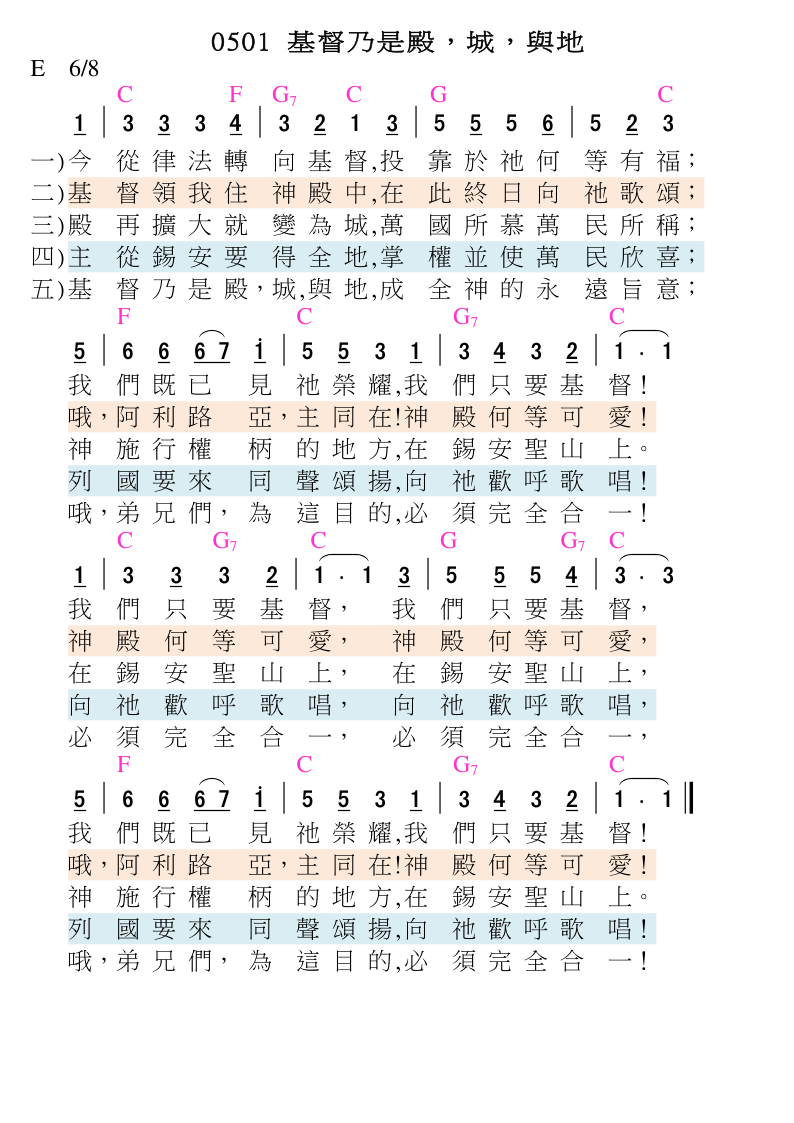 0501 基督乃是殿，城，與地
E 6/8
C F G7 C G C
1 | 3 3 3 4 | 3 2 1 3 | 5 5 5 6 | 5 2 3
一)今 從律法轉 向基督,投 靠於祂何 等有福；
二)基 督領我住 神殿中,在 此終日向 祂歌頌；
三)殿 再擴大就 變為城,萬 國所慕萬 民所稱；
四)主 從錫安要 得全地,掌 權並使萬 民欣喜；
五)基 督乃是殿，城,與地,成 全神的永 遠旨意；
F C G7 C
5 | 6 6 6 7 i | 5 5 3 1 | 3 4 3 2 | 1 · 1
我 們既已 見 祂榮耀,我 們只要基 督！
哦，阿利路 亞，主同在!神 殿何等可 愛！
神 施行權 柄 的地方,在 錫安聖山 上。
列 國要來 同 聲頌揚,向 祂歡呼歌 唱！
哦，弟兄們， 為 這目的,必 須完全合 一！
C G7 C G G7 C
1 | 3 3 3 2 | 1 · 1 3 | 5 5 5 4 | 3 · 3
我 們只要基 督， 我 們只要基 督，
神 殿何等可 愛， 神 殿何等可 愛，
在 錫安聖山 上， 在 錫安聖山 上，
向 祂歡呼歌 唱， 向 祂歡呼歌 唱，
必 須完全合 一， 必 須完全合 一，
F C G7 C
5 | 6 6 6 7 i | 5 5 3 1 | 3 4 3 2 | 1 · 1
我 們既已 見 祂榮耀,我 們只要基 督！
哦，阿利路 亞，主同在!神 殿何等可 愛！
神 施行權 柄 的地方,在 錫安聖山 上。
列 國要來 同 聲頌揚,向 祂歡呼歌 唱！
哦，弟兄們， 為 這目的,必 須完全合 一！